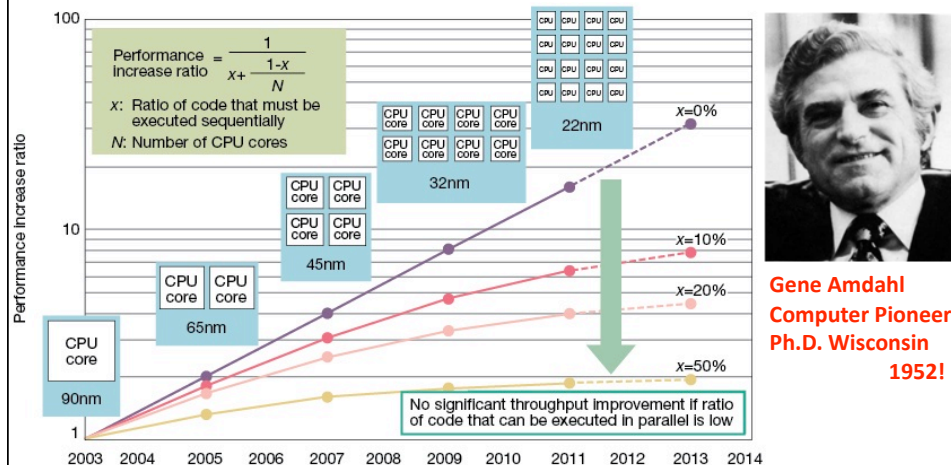 100
Performance increase ratio = 1
x+ 1-x
N
x: Ratio of code that must be
executed sequentially
N: Number of CPU cores
CPU CPU CPU CPU
CPU CPU CPU CPU
CPU CPU CPU CPU
CPU CPU CPU CPU
22nm
x=0%
CPU core CPU core CPU core CPU core
CPU core CPU core CPU core CPU core
32nm
CPU core CPU core
CPU core CPU core
45nm
10
Performance increase ratio
x=10%
CPU core CPU core
65nm
x=20%
CPU core
90nm
x=50%
No significant throughput improvement if ratio
of code that can be executed in parallel is low
1
2003 2004 2005 2006 2007 2008 2009 2010 2011 2012 2013 2014
Gene Amdahl
Computer Pioneer
Ph.D. Wisconsin
1952!